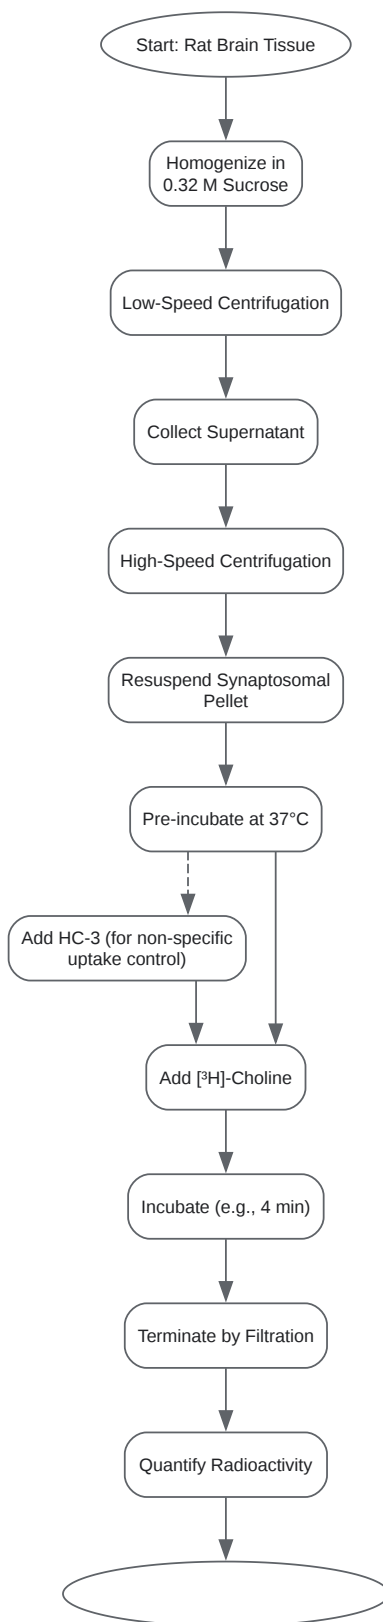 Start: Rat Brain Tissue
Homogenize in
0.32 M Sucrose
Low-Speed Centrifugation
Collect Supernatant
High-Speed Centrifugation
Resuspend Synaptosomal
Pellet
Pre-incubate at 37°C
Add HC-3 (for non-specific
uptake control)
Add [³H]-Choline
Incubate (e.g., 4 min)
Terminate by Filtration
Quantify Radioactivity